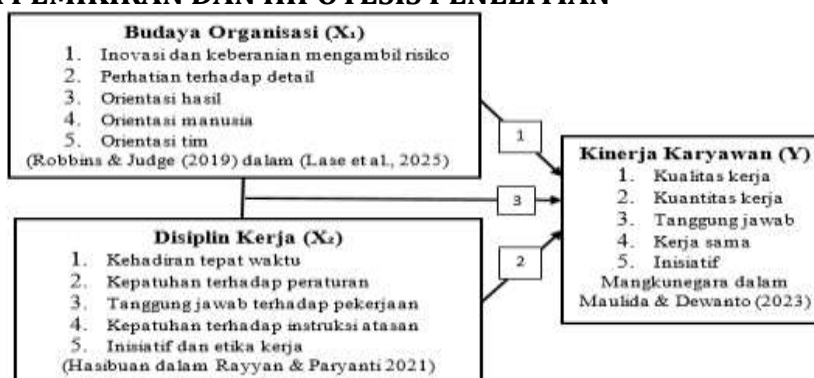 PEMIKIRAN DAN HIPOTESIS PENELITIAN
Budaya Organisasi (X₁)
1. Inovasi dan keberanian mengambil risiko
2. Perhatian terhadap detail
3. Orientasi hasil
4. Orientasi manusia
5. Orientasi tim
(Robbins & Judge (2019) dalam (Lase et al., 2025)
1
3
2
Kinerja Karyawan (Y)
1. Kualitas kerja
2. Kuantitas kerja
3. Tanggung jawab
4. Kerja sama
5. Inisiatif
Mangkunegara dalam
Maulida & Dewanto (2023)
Disiplin Kerja (X₂)
1. Kehadiran tepat waktu
2. Kepatuhan terhadap peraturan
3. Tanggung jawab terhadap pekerjaan
4. Kepatuhan terhadap instruksi atasan
5. Inisiatif dan etika kerja
(Hasibuan dalam Rayyan & Paryanti 2021)